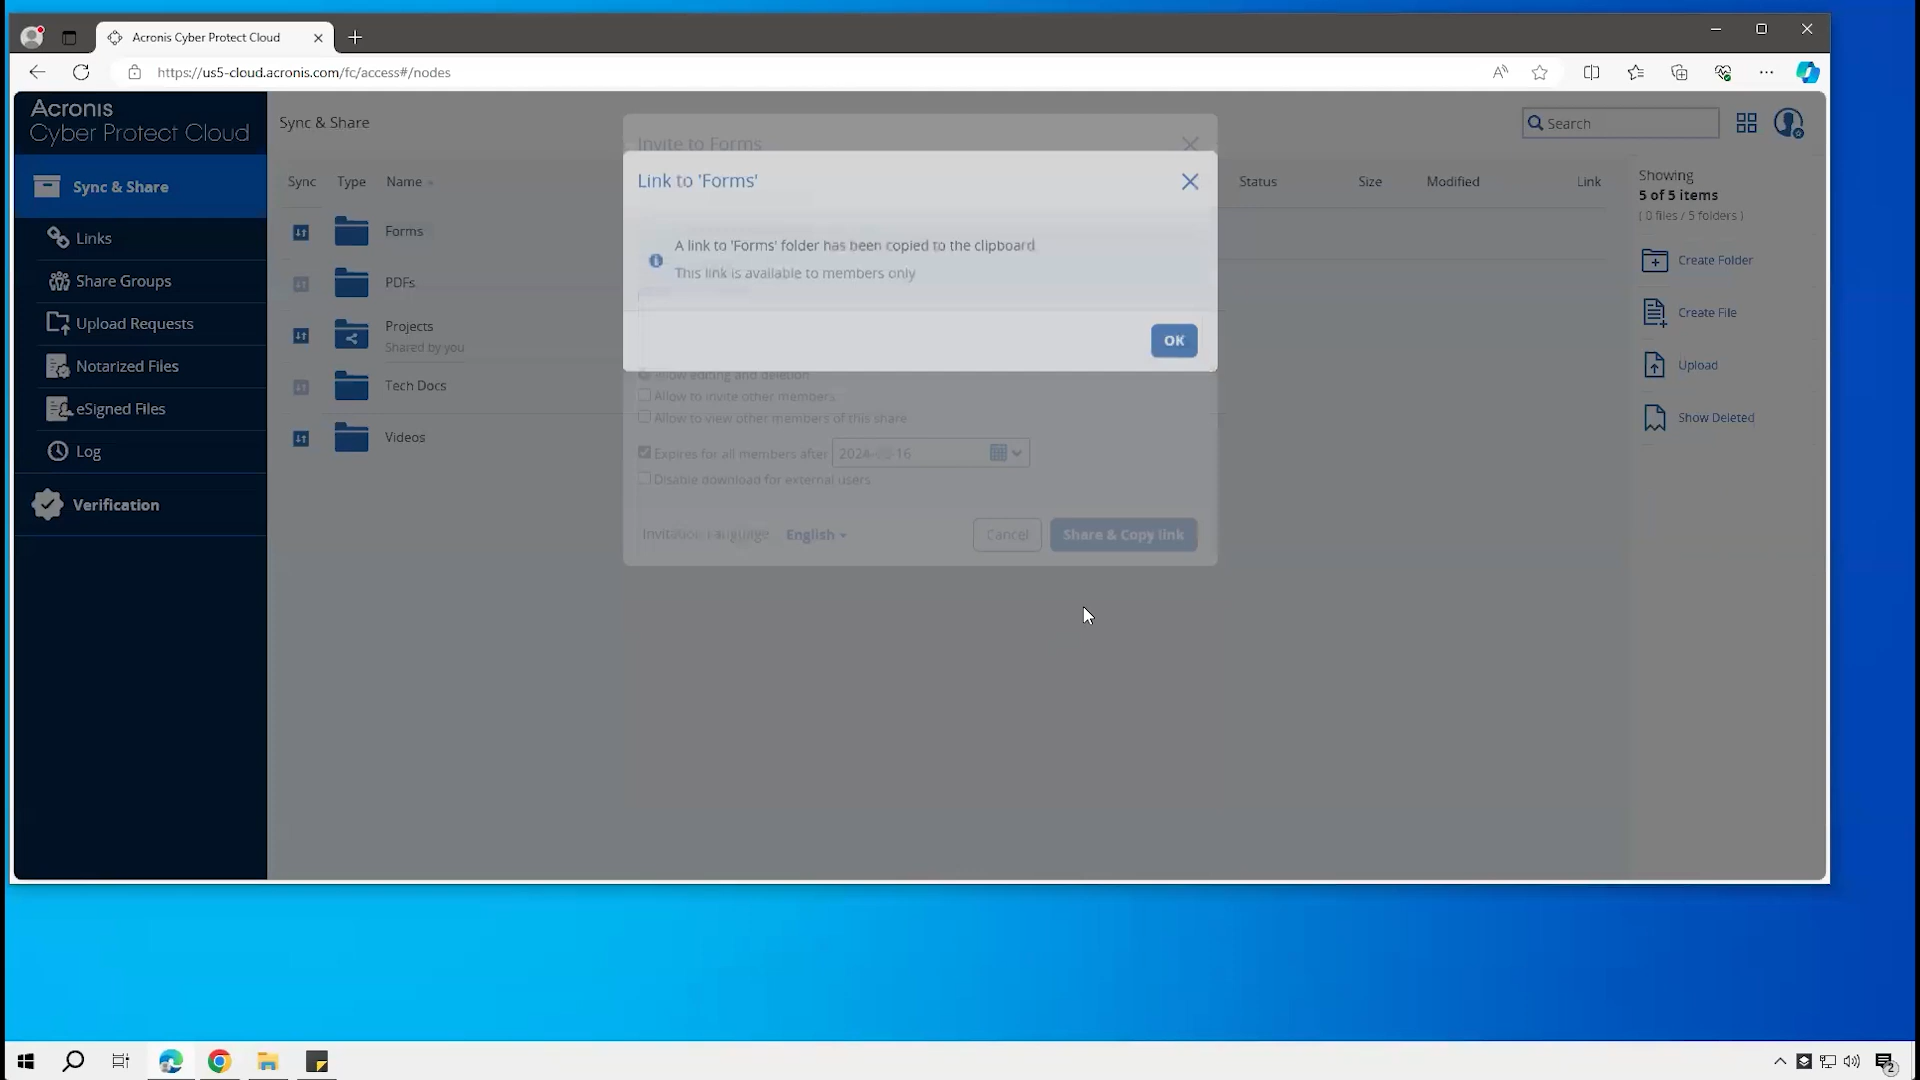 Acronis Cyber Protect Cloud
https://us5-cloud.acronis.com/fc/access#/nodes
Acronis
Cyber Protect Cloud
Sync & Share
Links
Share Groups
Upload Requests
Notarized Files
eSigned Files
Log
Verification
Sync & Share
Search
Sync Type Name Status Size Modified Link
Forms
PDFs
Projects
Shared by you
Tech Docs
Videos
Invite to Forms
Link to 'Forms'
A link to 'Forms' folder has been copied to the clipboard
This link is available to members only
OK
Allow editing and deletion
Allow to invite other members
Allow to view other members of this share
Expires for all members after
Disable download for external users
Invitation Language English
Cancel
Share & Copy link
Showing
5 of 5 items
( 0 files / 5 folders )
Create Folder
Create File
Upload
Show Deleted
2